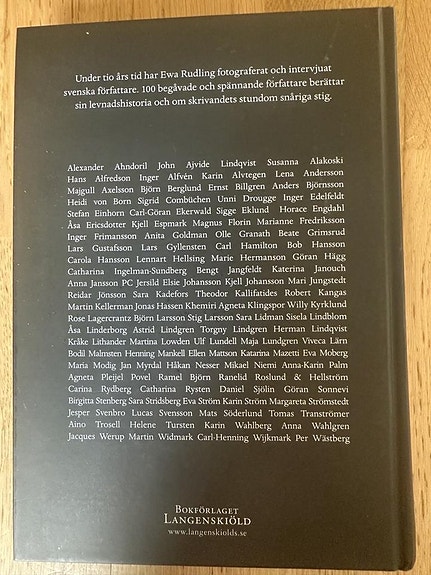 Under tio års tid har Ewa Rudling fotograferat och intervjuat
svenska författare. 100 begåvade och spännande författare berättar
sin levnadshistoria och om skrivandets stundom snåriga stig.
Alexander Ahndoril John Ajvide Lindqvist Susanna Alakoski
Hans Alfredson Inger Alfvén Karin Alvtegen Lena Andersson
Majgull Axelsson Björn Berglund Ernst Billgren Anders Björnsson
Heidi von Born Sigrid Combüchen Unni Drougge Inger Edelfeldt
Stefan Einhorn Carl-Göran Ekerwald Sigge Eklund Horace Engdahl
Åsa Ericsdotter Kjell Espmark Magnus Florin Marianne Fredriksson
Inger Frimansson Anita Goldman Olle Granath Beate Grimsrud
Lars Gustafsson Lars Gyllensten Carl Hamilton Bob Hansson
Carola Hansson Lennart Hellsing Marie Hermanson Göran Hägg
Catharina Ingelman-Sundberg Bengt Jangfeldt Katerina Janouch
Anna Jansson PC Jersild Elsie Johansson Kjell Johansson Mari Jungstedt
Reidar Jönsson Sara Kadefors Theodor Kallifatides Robert Kangas
Martin Kellerman Jonas Hassen Khemiri Agneta Klingspor Willy Kyrklund
Rose Lagercrantz Björn Larsson Stig Larsson Sara Lidman Sisela Lindblom
Åsa Linderborg Astrid Lindgren Torgny Lindgren Herman Lindqvist
Kråke Lithander Martina Lowden Ulf Lundell Maja Lundgren Viveca Lärn
Bodil Malmsten Henning Mankell Ellen Mattson Katarina Mazetti Eva Moberg
Maria Modig Jan Myrdal Håkan Nesser Mikael Niemi Anna-Karin Palm
Agneta Pleijel Povel Ramel Björn Ranelid Roslund & Hellström
Carina Rydberg Catharina Rysten Daniel Sjölin Göran Sonnevi
Birgitta Stenberg Sara Stridsberg Eva Ström Karin Ström Margareta Strömstedt
Jesper Svenbro Lucas Svensson Mats Söderlund Tomas Tranströmer
Aino Trosell Helene Tursten Karin Wahlberg Anna Wahlgren
Jacques Werup Martin Widmark Carl-Henning Wijkmark Per Wästberg
BOKFÖRLAGET
LANGENSKIÖLD
www.langenskiolds.se